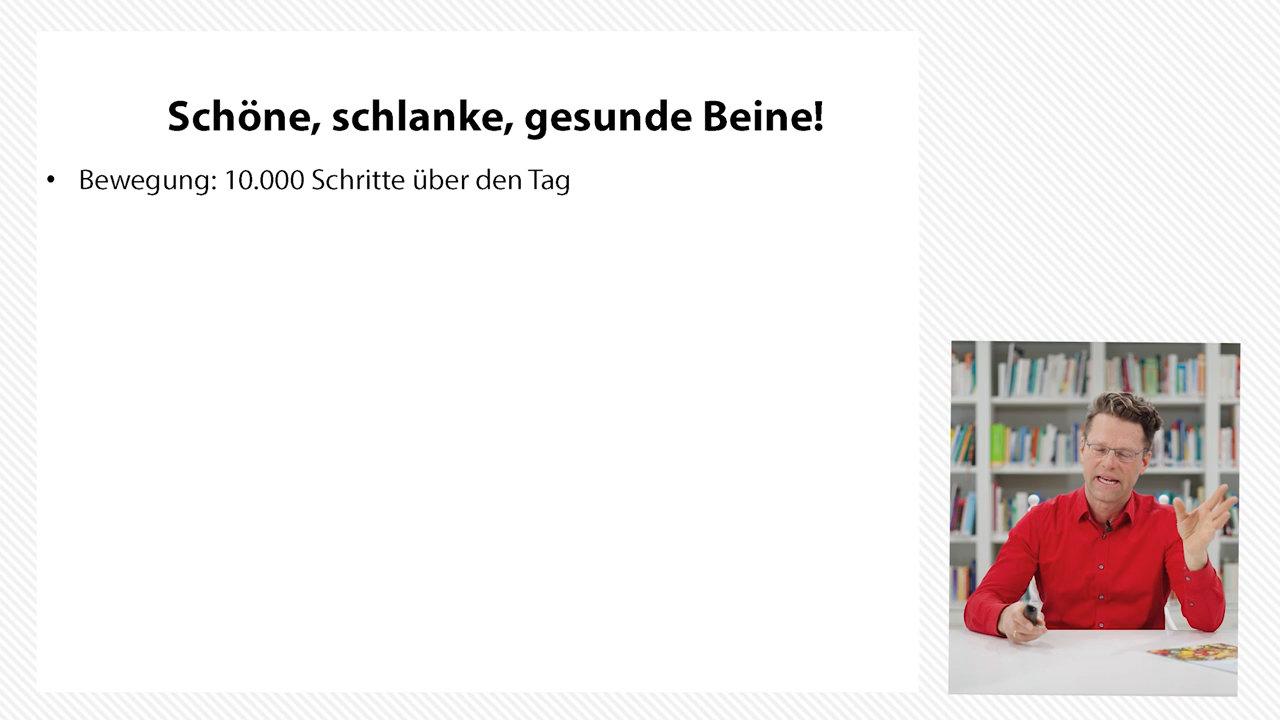 Schöne, schlanke, gesunde Beine!
• Bewegung: 10.000 Schritte über den Tag